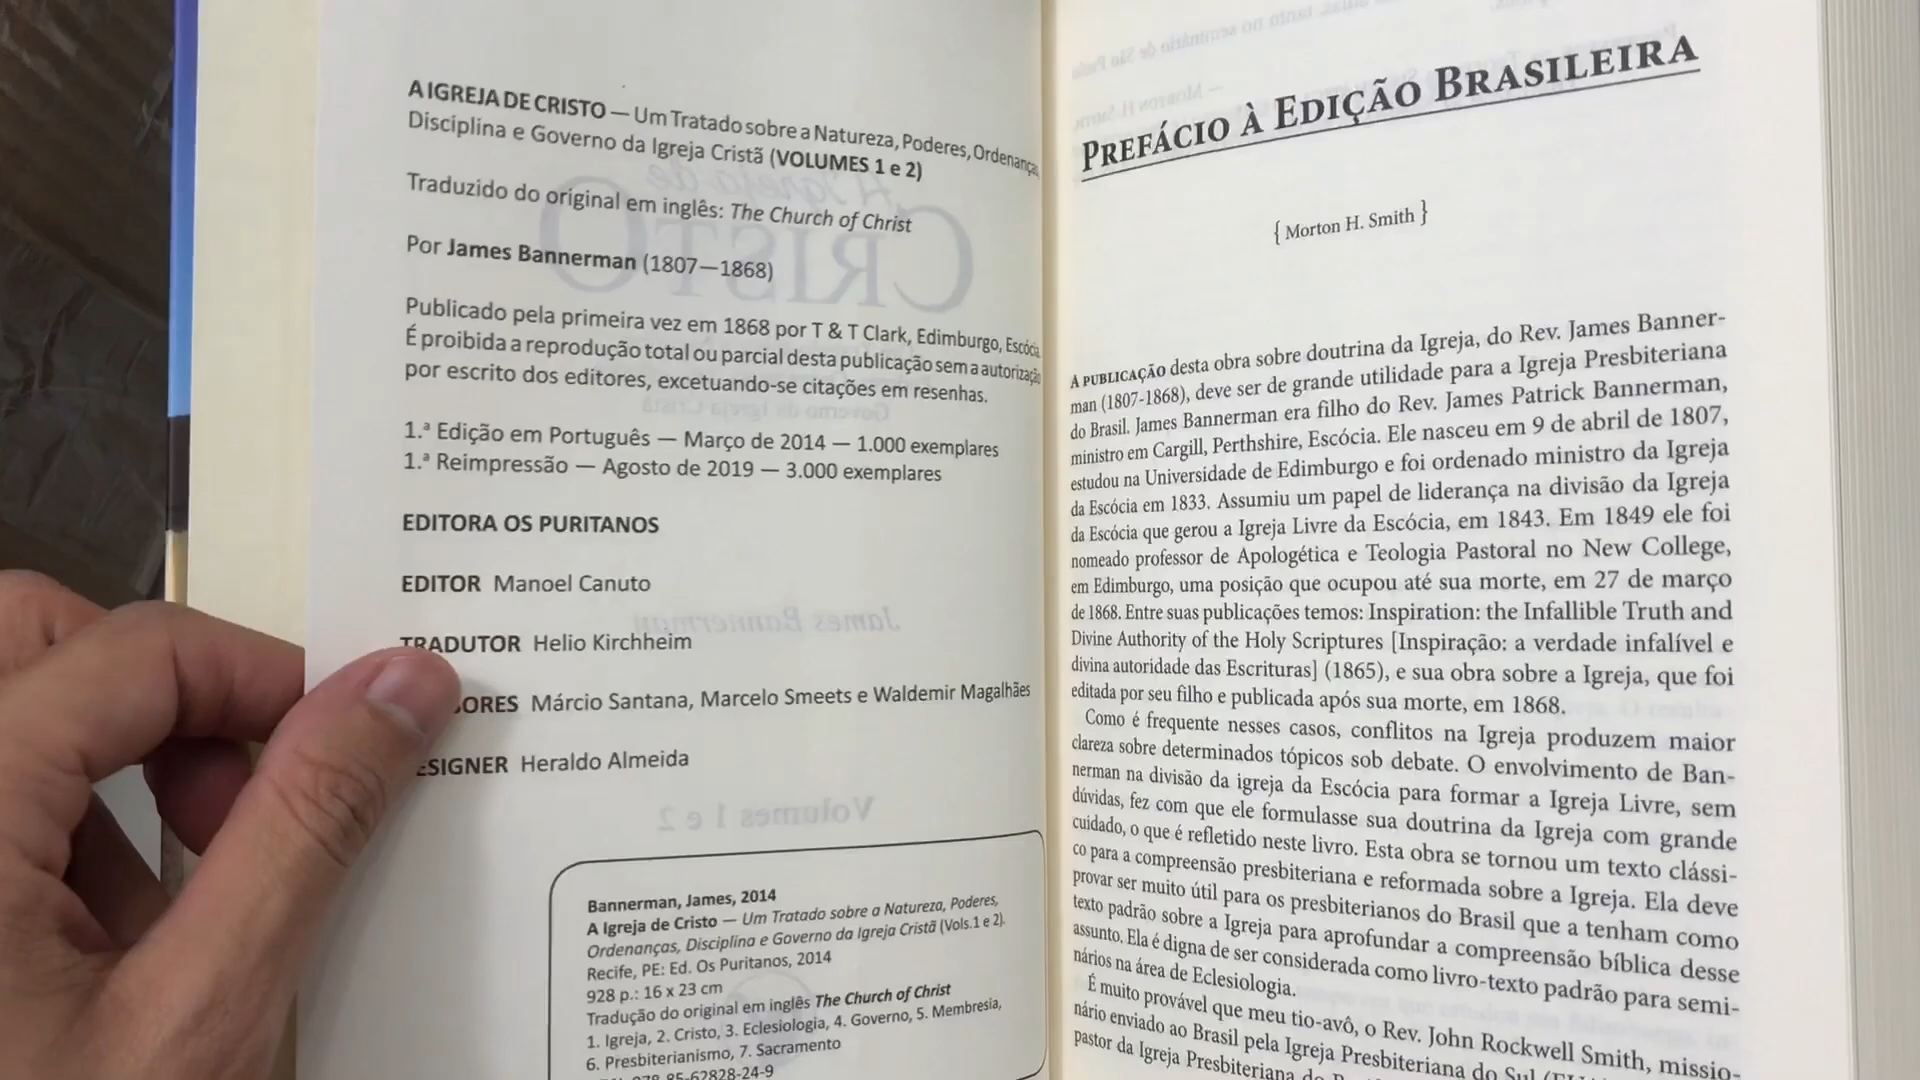 A IGREJA DE CRISTO — Um Tratado sobre a Natureza, Poderes, Ordenanças,
Disciplina e Governo da Igreja Cristã (VOLUMES 1 e 2)
Traduzido do original em inglês: The Church of Christ
Por James Bannerman (1807—1868)
Publicado pela primeira vez em 1868 por T & T Clark, Edimburgo, Escócia
É proibida a reprodução total ou parcial desta publicação sem a autorização
por escrito dos editores, excetuando-se citações em resenhas.
1.ª Edição em Português — Março de 2014 — 1.000 exemplares
1.ª Reimpressão — Agosto de 2019 — 3.000 exemplares
EDITORA OS PURITANOS
EDITOR Manoel Canuto
TRADUTOR Helio Kirchheim
SORES Márcio Santana, Marcelo Smeets e Waldemir Magalhães
ESIGNER Heraldo Almeida
Bannerman, James, 2014
A Igreja de Cristo — Um Tratado sobre a Natureza, Poderes,
Ordenanças, Disciplina e Governo da Igreja Cristã (Vols.1 e 2).
Recife, PE: Ed. Os Puritanos, 2014
928 p.: 16 x 23 cm
Tradução do original em inglês The Church of Christ
1. Igreja, 2. Cristo, 3. Eclesiologia, 4. Governo, 5. Membresia,
6. Presbiterianismo, 7. Sacramento
978-85-62828-24-9
PREFÁCIO À EDIÇÃO BRASILEIRA
{ Morton H. Smith }
A PUBLICAÇÃO desta obra sobre doutrina da Igreja, do Rev. James Banner-
man (1807-1868), deve ser de grande utilidade para a Igreja Presbiteriana
do Brasil. James Bannerman era filho do Rev. James Patrick Bannerman,
ministro em Cargill, Perthshire, Escócia. Ele nasceu em 9 de abril de 1807,
estudou na Universidade de Edimburgo e foi ordenado ministro da Igreja
da Escócia em 1833. Assumiu um papel de liderança na divisão da Igreja
da Escócia que gerou a Igreja Livre da Escócia, em 1843. Em 1849 ele foi
nomeado professor de Apologética e Teologia Pastoral no New College,
em Edimburgo, uma posição que ocupou até sua morte, em 27 de março
de 1868. Entre suas publicações temos: Inspiration: the Infallible Truth and
Divine Authority of the Holy Scriptures [Inspiração: a verdade infalível e
divina autoridade das Escrituras] (1865), e sua obra sobre a Igreja, que foi
editada por seu filho e publicada após sua morte, em 1868.
Como é frequente nesses casos, conflitos na Igreja produzem maior
clareza sobre determinados tópicos sob debate. O envolvimento de Ban-
nerman na divisão da igreja da Escócia para formar a Igreja Livre, sem
dúvidas, fez com que ele formulasse sua doutrina da Igreja com grande
cuidado, o que é refletido neste livro. Esta obra se tornou um texto clássi-
co para a compreensão presbiteriana e reformada sobre a Igreja. Ela deve
provar ser muito útil para os presbiterianos do Brasil que a tenham como
texto padrão sobre a Igreja para aprofundar a compreensão bíblica desse
assunto. Ela é digna de ser considerada como livro-texto padrão para semi-
nários na área de Eclesiologia.
É muito provável que meu tio-avô, o Rev. John Rockwell Smith, missio-
nário enviado ao Brasil pela Igreja Presbiteriana do Sul
pastor da Igreja Presbiteriana